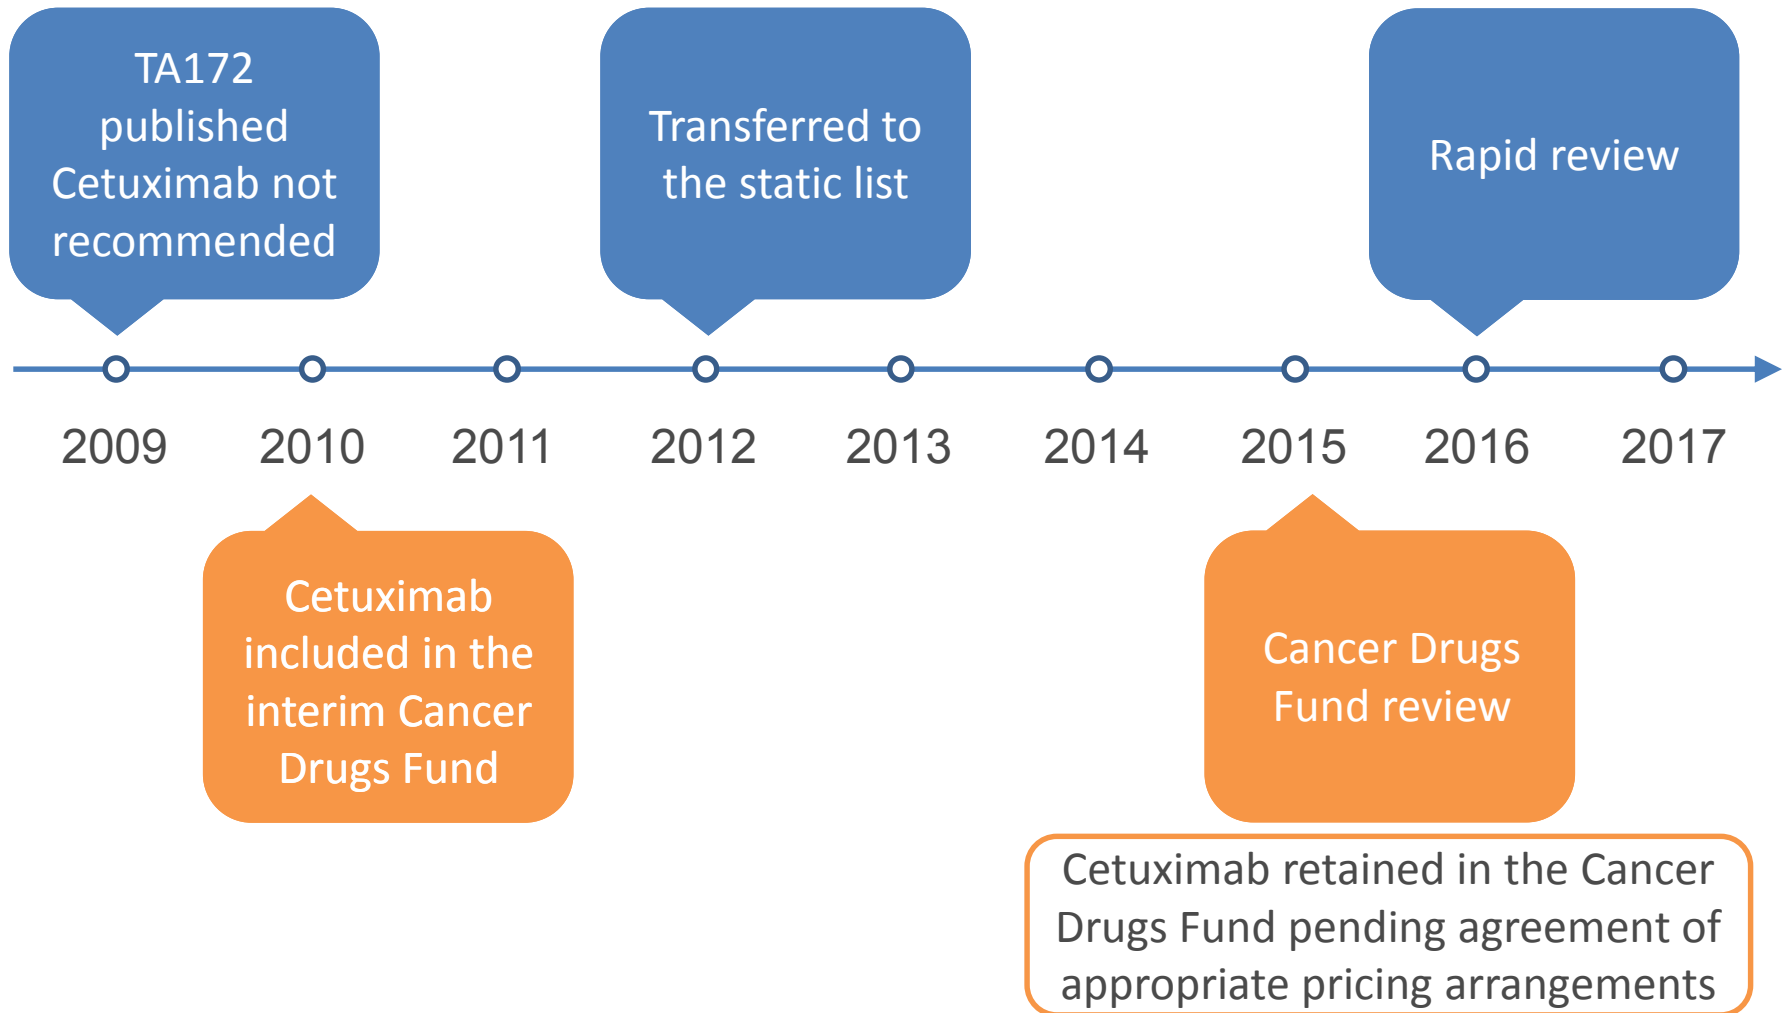 TA172
published
Cetuximab not
recommended
Transferred to
the static list
Rapid review
2009
2010
2011
2012
2013
2014
2015
2016
2017
Cetuximab
included in the
interim Cancer
Drugs Fund
Cancer Drugs
Fund review
Cetuximab retained in the Cancer
Drugs Fund pending agreement of
appropriate pricing arrangements